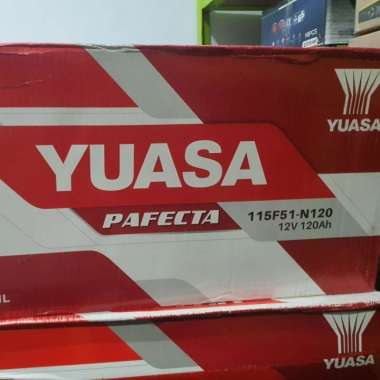 YUASA
YUASA
PAFECTA
115F51-N120
12V 120Ah
YUASA